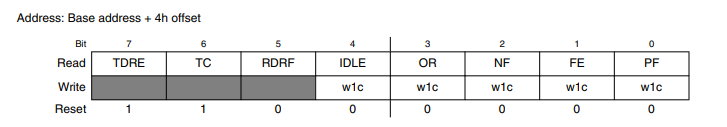 Address: Base address + 4h offset
Bit 7 6 5 4 3 2 1 0
Read TDRE TC RDRF IDLE OR NF FE PF
Write w1c w1c w1c w1c w1c
Reset 1 1 0 0 0 0 0 0